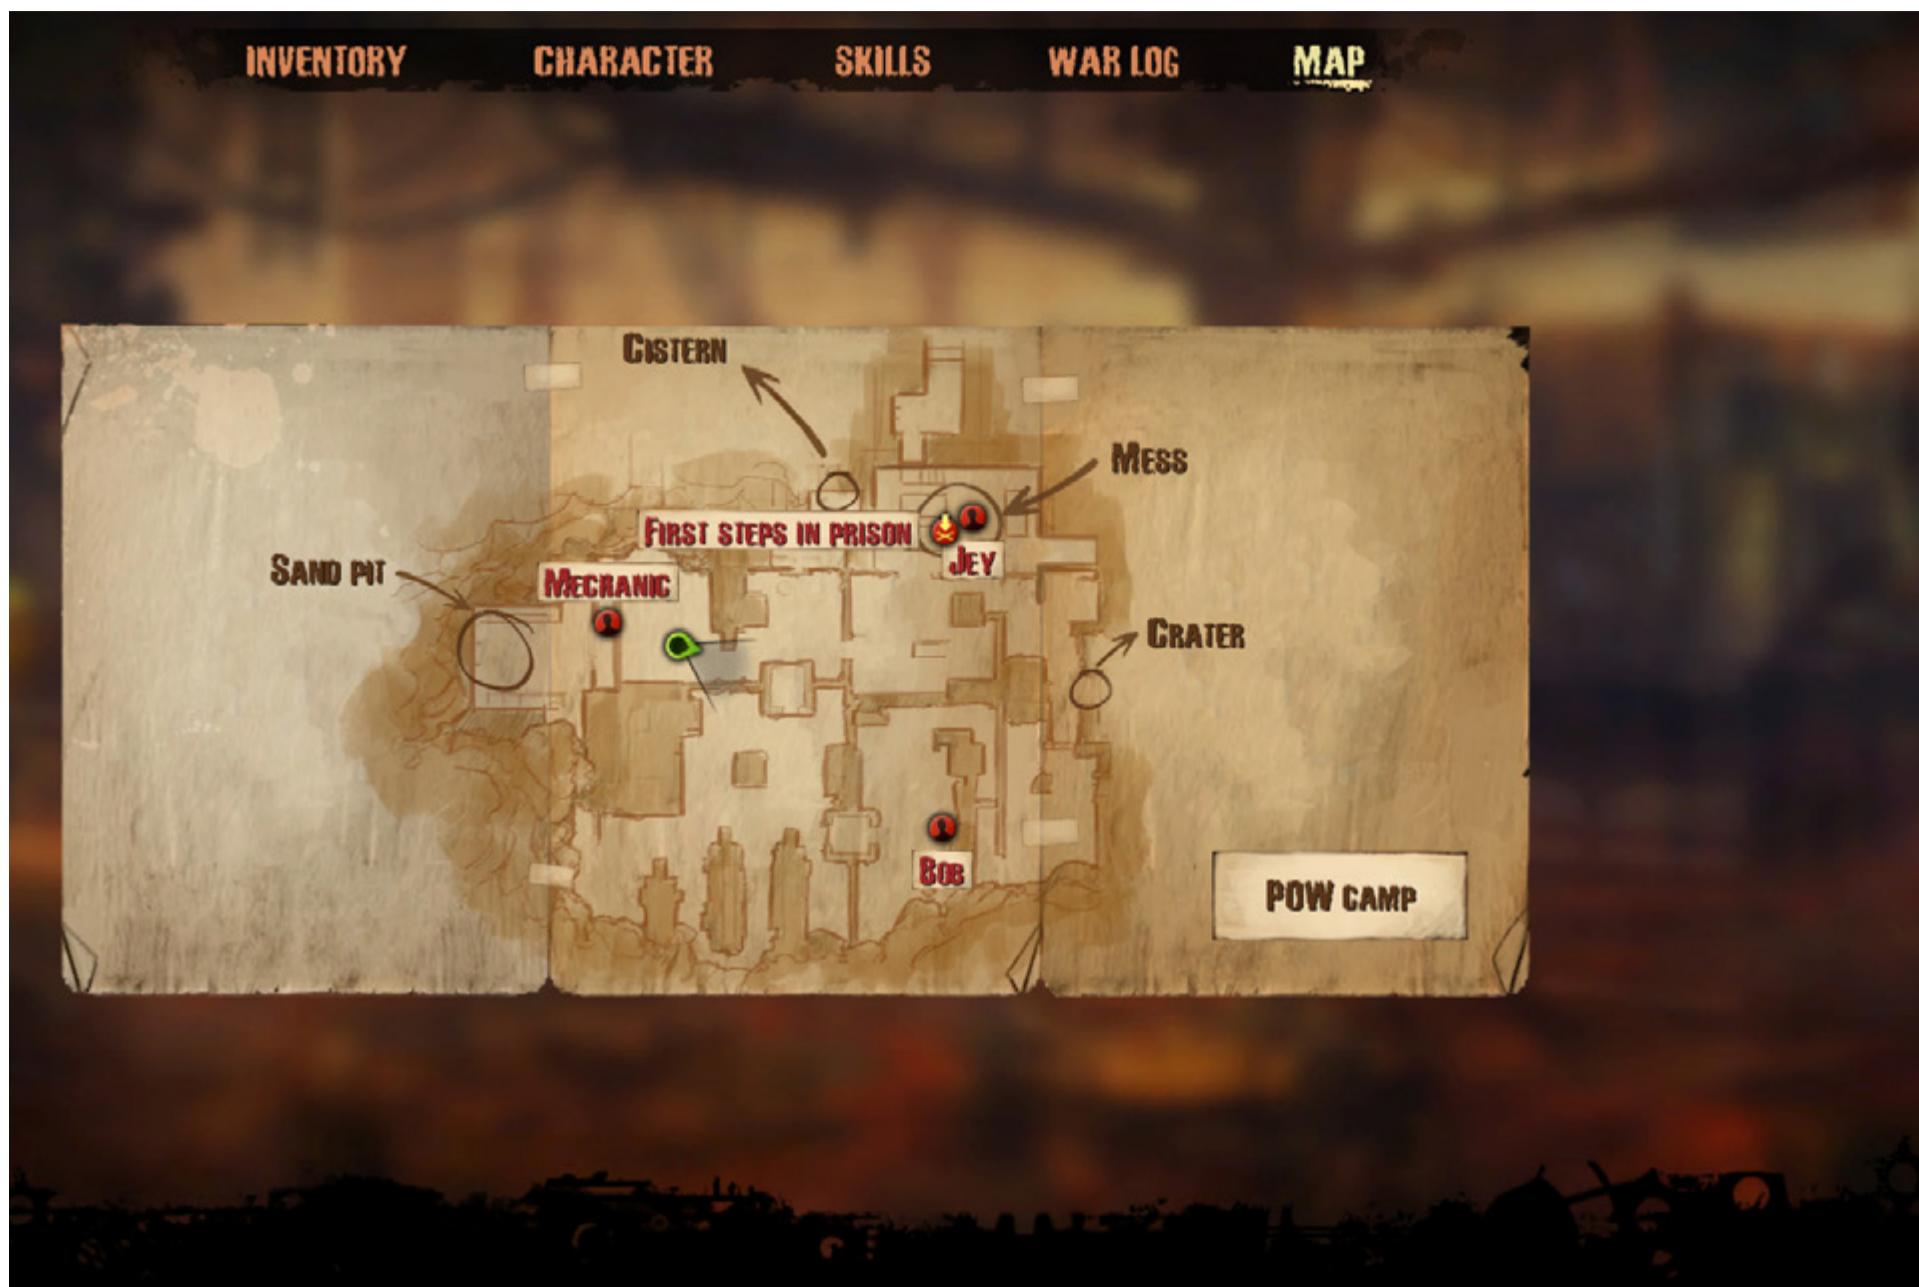 INVENTORY CHARACTER SKILLS WAR LOG MAP
CISTERN
MESS
FIRST STEPS IN PRISON
JEY
SAND PIT
MECRANIC
CRATER
BOB
POW CAMP